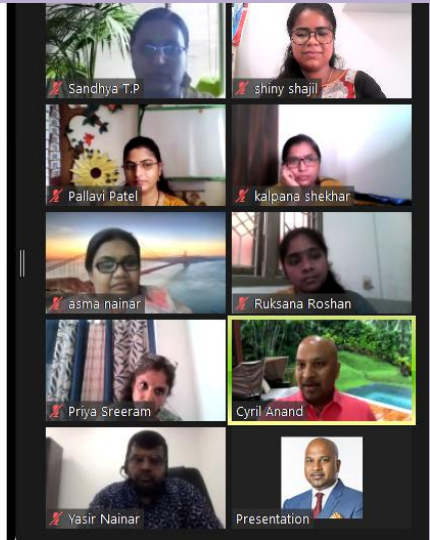 Sandhya T.P
shiny shajil
Pallavi Patel
kalpana shekhar
asma nainar
Ruksana Roshan
Priya Sreeram
Cyril Anand
Yasir Nainar
Presentation